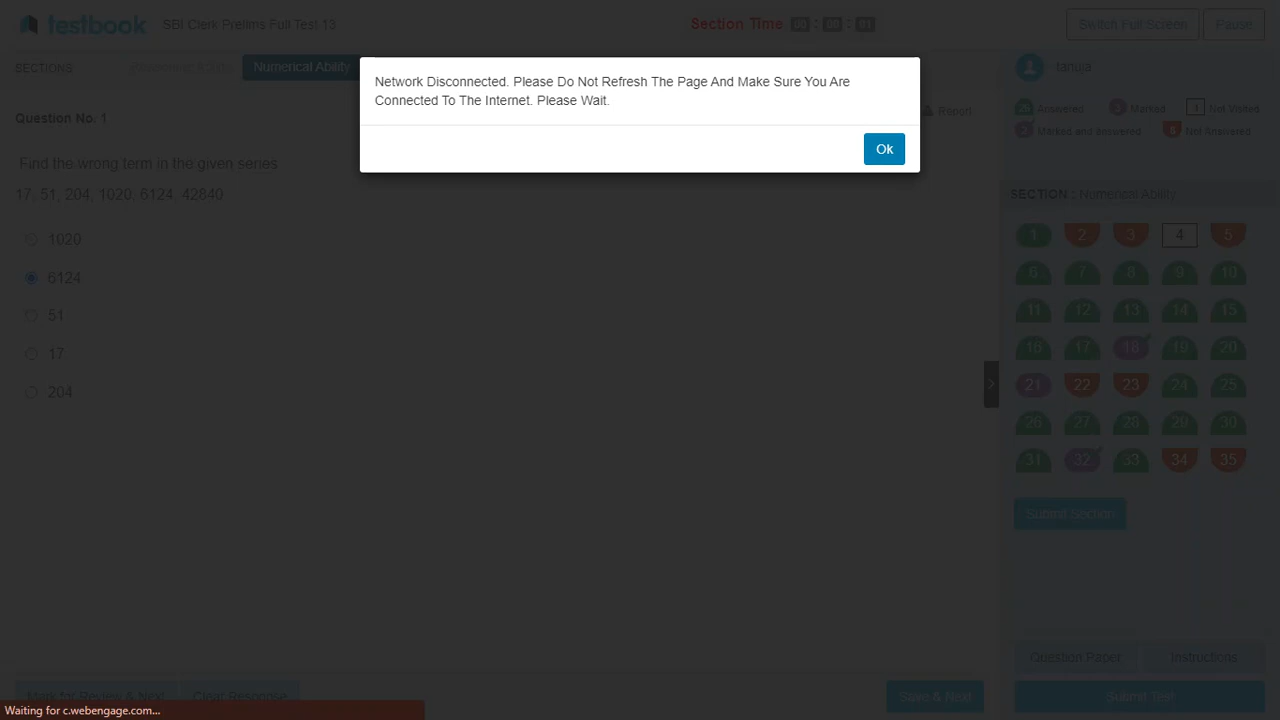 testbook
SBI Clerk Prelims Full Test 13
Section Time 00 : 00 : 01
Switch Full Screen
Pause
SECTIONS
Numerical Ability
tanuja
Network Disconnected. Please Do Not Refresh The Page And Make Sure You Are
Connected To The Internet. Please Wait.
Ok
Question No. 1
Report
Answered
Marked
Not Visited
Marked and answered
Not Answered
Find the wrong term in the given series
17, 51, 204, 1020, 6124, 42840
1020
6124
51
17
204
SECTION : Numerical Ability
1 2 3 4 5
6 7 8 9 10
11 12 13 14 15
16 17 18 19 20
21 22 23 24 25
26 27 28 29 30
31 32 33 34 35
Submit Section
Question Paper
Instructions
Mark for Review & Next
Clear Response
Save & Next
Submit Test
Waiting for c.webengage.com...